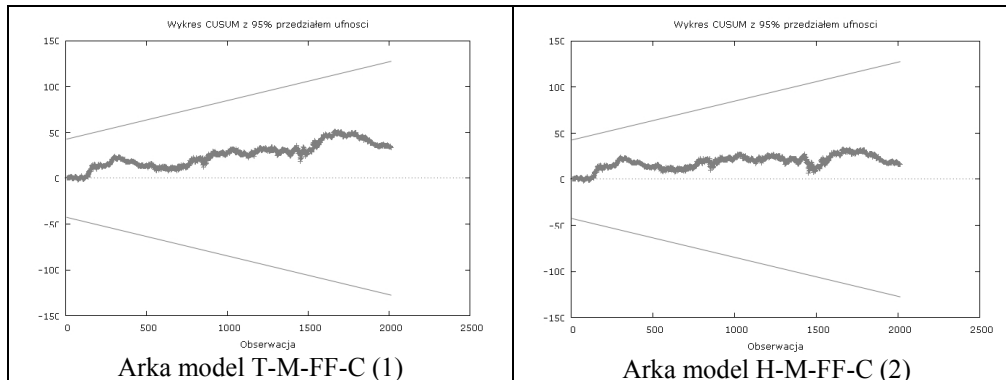 Wykres CUSUM z 95% przedziałem ufnosci
150
100
50
0
-50
-100
-150
0 500 1000 1500 2000 2500
Obserwacja
Arka model T-M-FF-C (1)
Wykres CUSUM z 95% przedziałem ufnosci
150
100
50
0
-50
-100
-150
0 500 1000 1500 2000 2500
Obserwacja
Arka model H-M-FF-C (2)